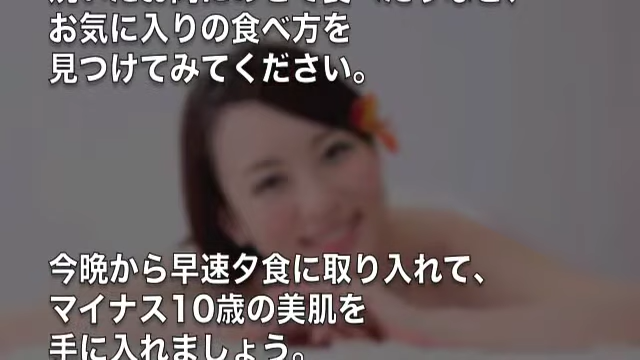 お気に入りの食べ方を
見つけてみてください。
今晩から早速夕食に取り入れて、
マイナス10歳の美肌を
手に入れましょう。